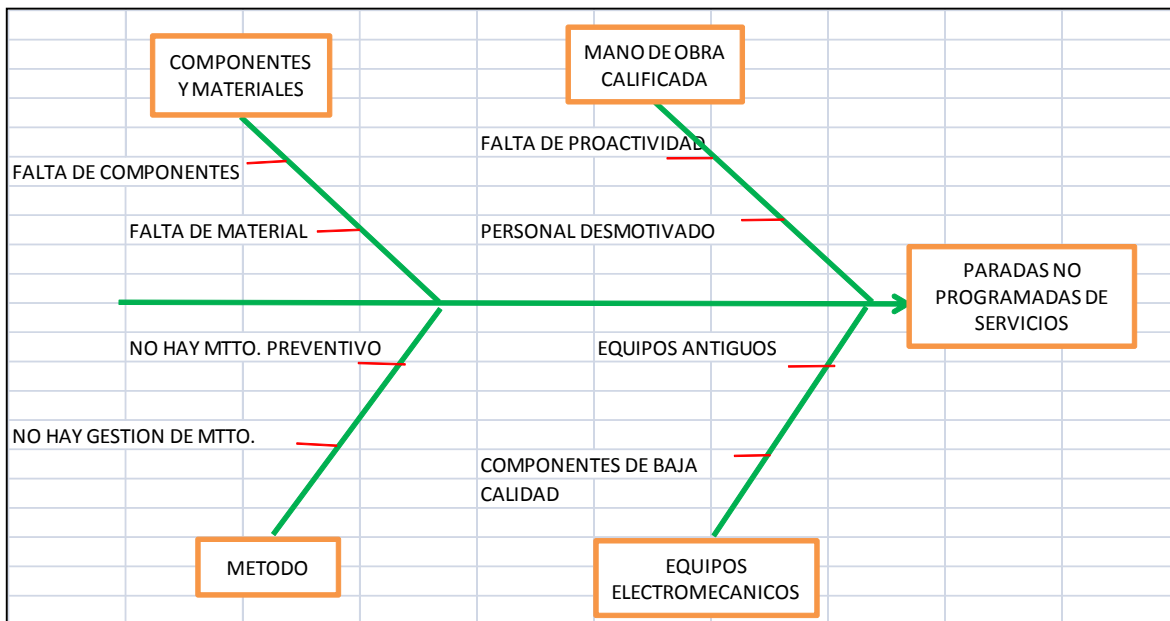 COMPONENTES
Y MATERIALES
MANO DE OBRA
CALIFICADA
FALTA DE COMPONENTES
FALTA DE MATERIAL
FALTA DE PROACTIVIDAD
PERSONAL DESMOTIVADO
PARADAS NO
PROGRAMADAS DE
SERVICIOS
NO HAY MTTO. PREVENTIVO
NO HAY GESTION DE MTTO.
EQUIPOS ANTIGUOS
COMPONENTES DE BAJA
CALIDAD
METODO
EQUIPOS
ELECTROMECANICOS